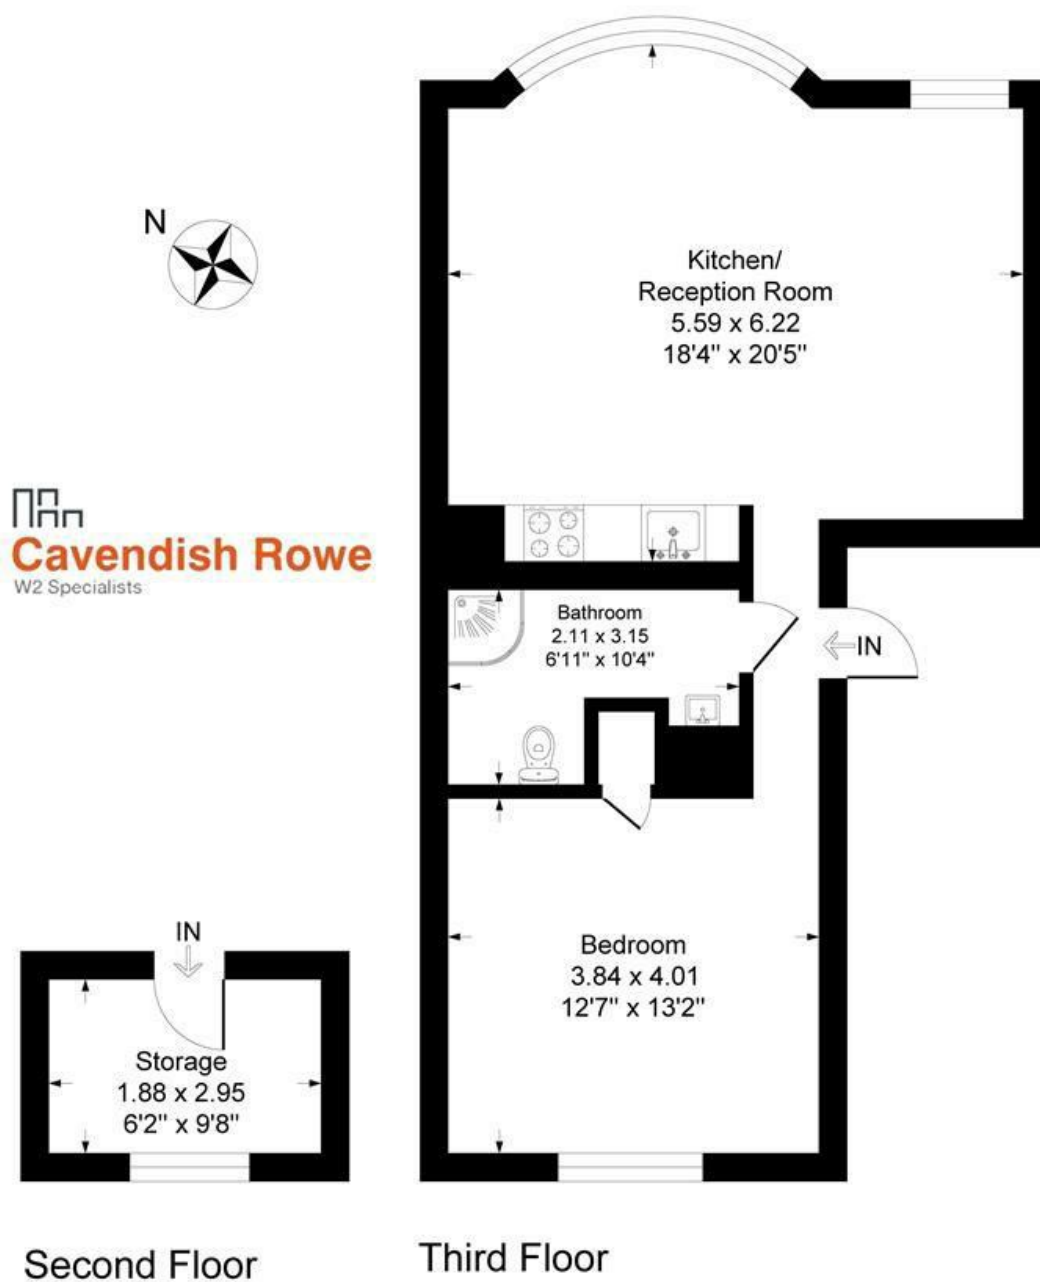 N
Kitchen/
Reception Room
5.59 x 6.22
18'4" x 20'5"
Cavendish Rowe
W2 Specialists
Bathroom
2.11 x 3.15
6'11" x 10'4"
IN
Bedroom
3.84 x 4.01
12'7" x 13'2"
IN
Storage
1.88 x 2.95
6'2" x 9'8"
Second Floor
Third Floor